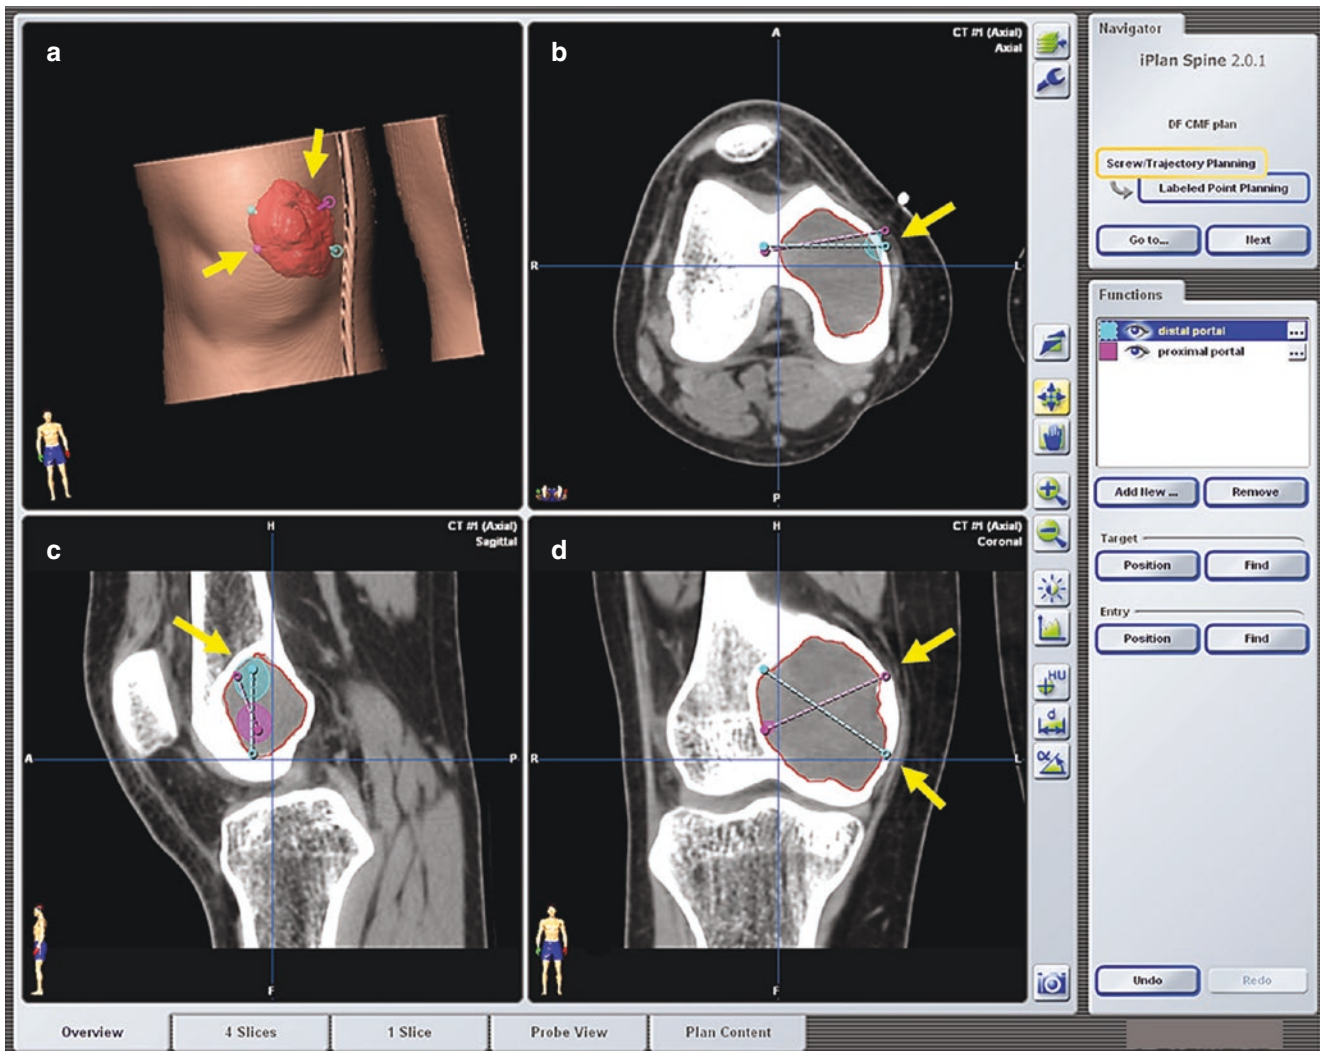 a
b
CT #1 (Axial)
Axial
A
R
L
P
c
H
CT #1 (Axial)
Sagittal
A
P
F
d
H
CT #1 (Axial)
Coronal
R
L
F
HU
d
α
Navigator
iPlan Spine 2.0.1
DF CMF plan
Screw/Trajectory Planning
Labeled Point Planning
Go to... Next
Functions
distal portal ...
proximal portal ...
Add New ... Remove
Target
Position Find
Entry
Position Find
Undo Redo
Overview 4 Slices 1 Slice Probe View Plan Content